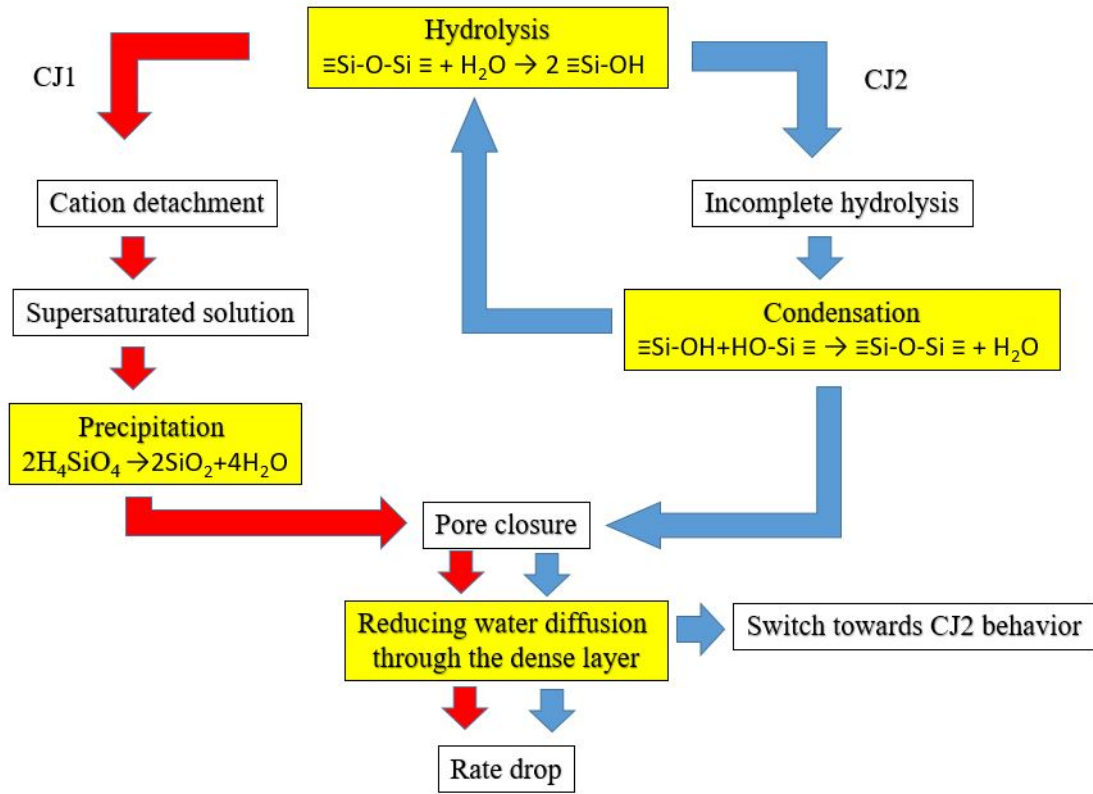 Hydrolysis
≡Si-O-Si ≡ + H₂O → 2 ≡Si-OH
CJ1
CJ2
Cation detachment
Incomplete hydrolysis
Supersaturated solution
Condensation
≡Si-OH+HO-Si ≡ → ≡Si-O-Si ≡ + H₂O
Precipitation
2H₄SiO₄ →2SiO₂+4H₂O
Pore closure
Reducing water diffusion
through the dense layer
Switch towards CJ2 behavior
Rate drop